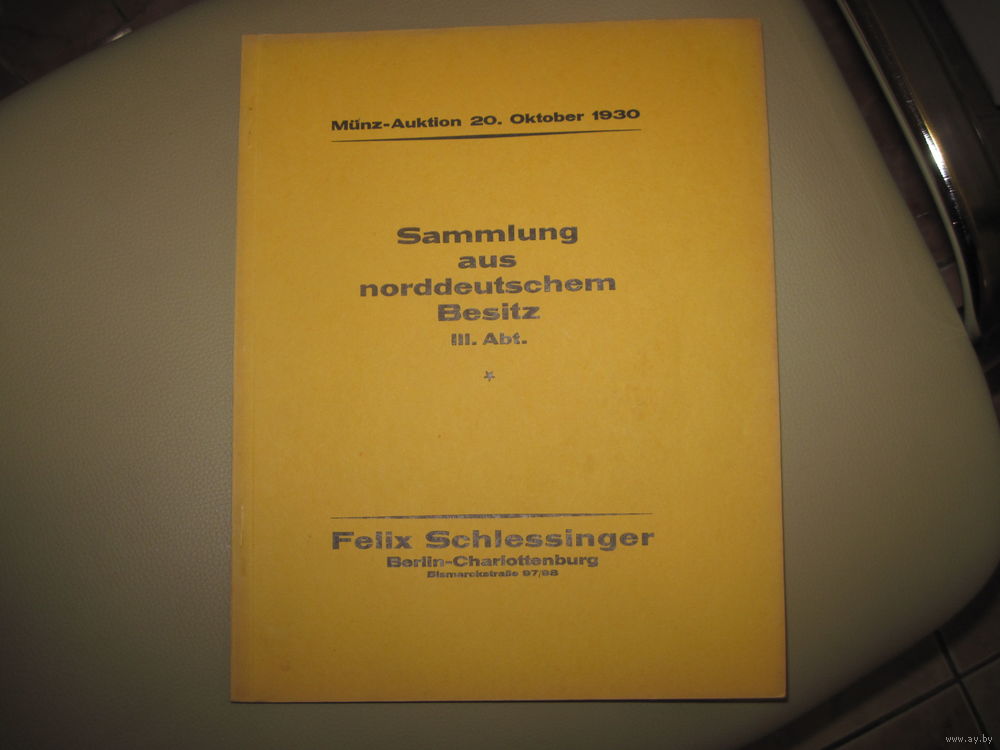 Münz-Auktion 20. Oktober 1930
Sammlung
aus
norddeutschem
Besitz
III. Abt.
Felix Schlessinger
Berlin-Charlottenburg
Bismarckstraße 97/98
www.ay.by